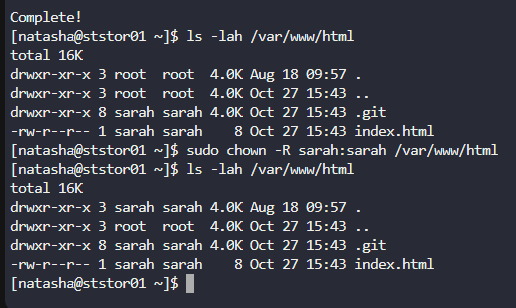 Complete!
[natasha@ststor01 ~]$ ls -lah /var/www/html
total 16K
drwxr-xr-x 3 root  root  4.0K Aug 18 09:57 .
drwxr-xr-x 3 root  root  4.0K Oct 27 15:43 ..
drwxr-xr-x 8 sarah sarah 4.0K Oct 27 15:43 .git
-rw-r--r-- 1 sarah sarah    8 Oct 27 15:43 index.html
[natasha@ststor01 ~]$ sudo chown -R sarah:sarah /var/www/html
[natasha@ststor01 ~]$ ls -lah /var/www/html
total 16K
drwxr-xr-x 3 sarah sarah 4.0K Aug 18 09:57 .
drwxr-xr-x 3 root  root  4.0K Oct 27 15:43 ..
drwxr-xr-x 8 sarah sarah 4.0K Oct 27 15:43 .git
-rw-r--r-- 1 sarah sarah    8 Oct 27 15:43 index.html
[natasha@ststor01 ~]$